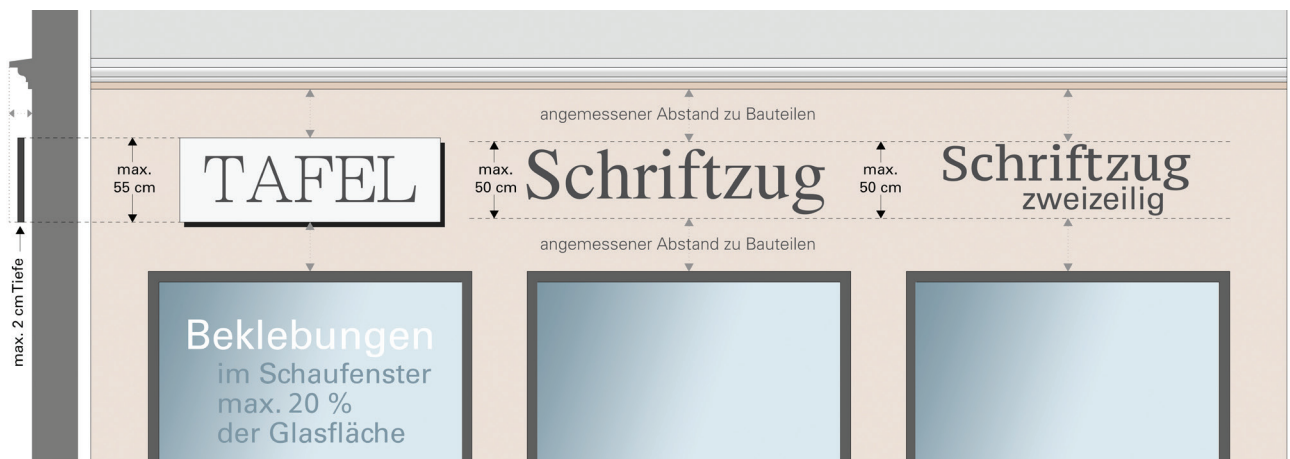 angemessener Abstand zu Bauteilen
max.
55 cm
TAFEL
max.
50 cm
Schriftzug
max.
50 cm
Schriftzug
zweizeilig
angemessener Abstand zu Bauteilen
max. 2 cm Tiefe
Beklebungen
im Schaufenster
max. 20 %
der Glasfläche